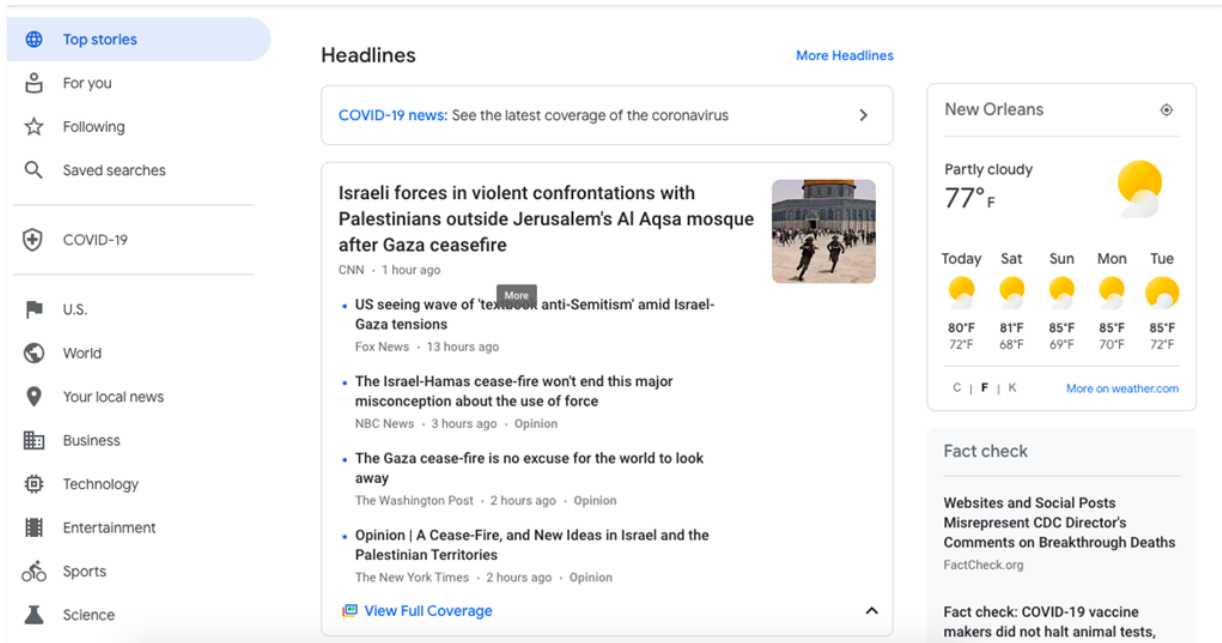 Top stories
For you
Following
Saved searches
COVID-19
U.S.
World
Your local news
Business
Technology
Entertainment
Sports
Science
Headlines
More Headlines
COVID-19 news: See the latest coverage of the coronavirus
Israeli forces in violent confrontations with
Palestinians outside Jerusalem's Al Aqsa mosque
after Gaza ceasefire
CNN · 1 hour ago
More
US seeing wave of 'textbook anti-Semitism' amid Israel-
Gaza tensions
Fox News · 13 hours ago
The Israel-Hamas cease-fire won't end this major
misconception about the use of force
NBC News · 3 hours ago · Opinion
The Gaza cease-fire is no excuse for the world to look
away
The Washington Post · 2 hours ago · Opinion
Opinion | A Cease-Fire, and New Ideas in Israel and the
Palestinian Territories
The New York Times · 2 hours ago · Opinion
View Full Coverage
New Orleans
Partly cloudy
77° F
Today Sat Sun Mon Tue
80°F 81°F 85°F 85°F 85°F
72°F 68°F 69°F 70°F 72°F
C | F | K
More on weather.com
Fact check
Websites and Social Posts
Misrepresent CDC Director's
Comments on Breakthrough Deaths
FactCheck.org
Fact check: COVID-19 vaccine
makers did not halt animal tests,